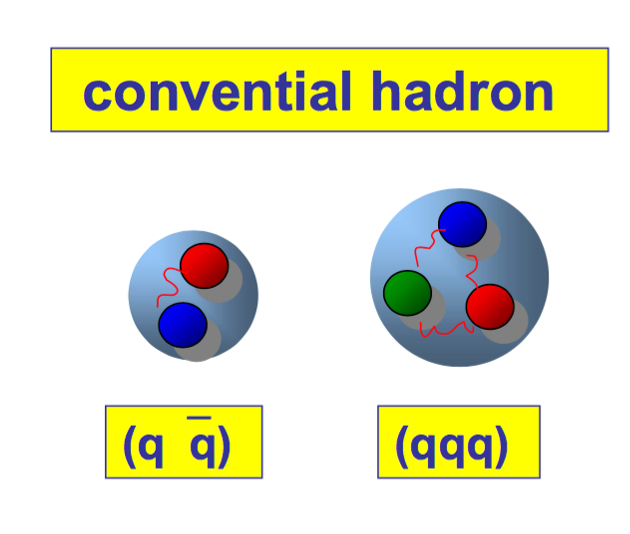 convential hadron
(q q̅)
(qqq)